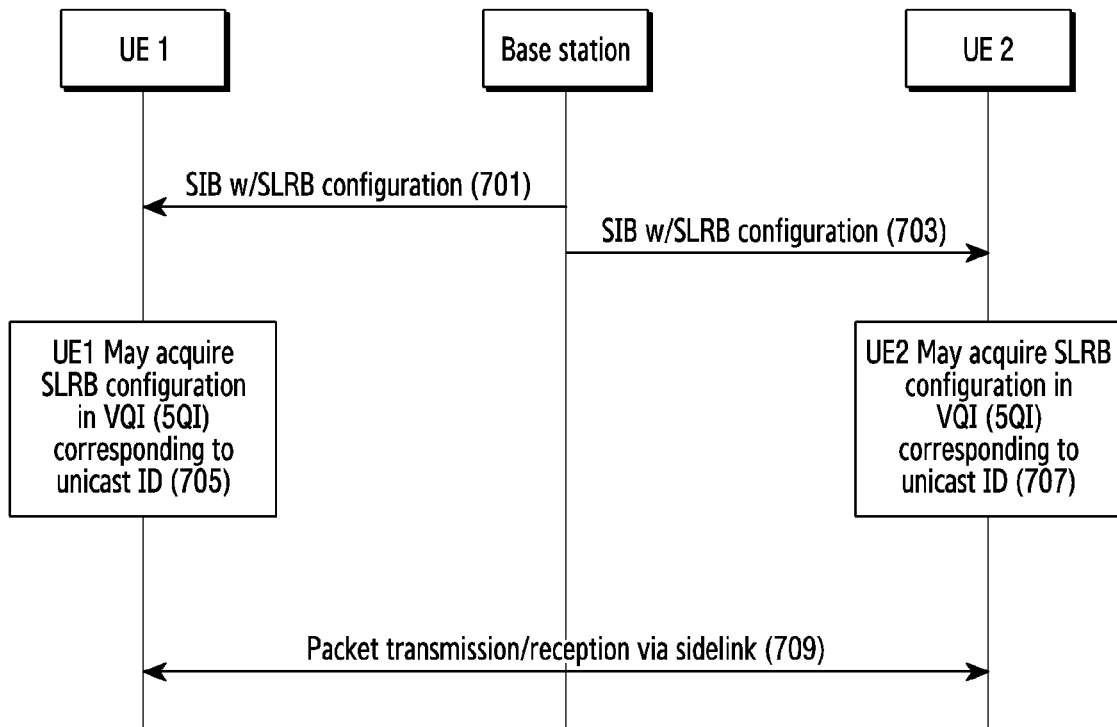 UE 1
Base station
UE 2
SIB w/SLRB configuration (701)
SIB w/SLRB configuration (703)
UE1 May acquire
SLRB configuration
in VQI (5QI)
corresponding to
unicast ID (705)
UE2 May acquire SLRB
configuration in
VQI (5QI)
corresponding to
unicast ID (707)
Packet transmission/reception via sidelink (709)